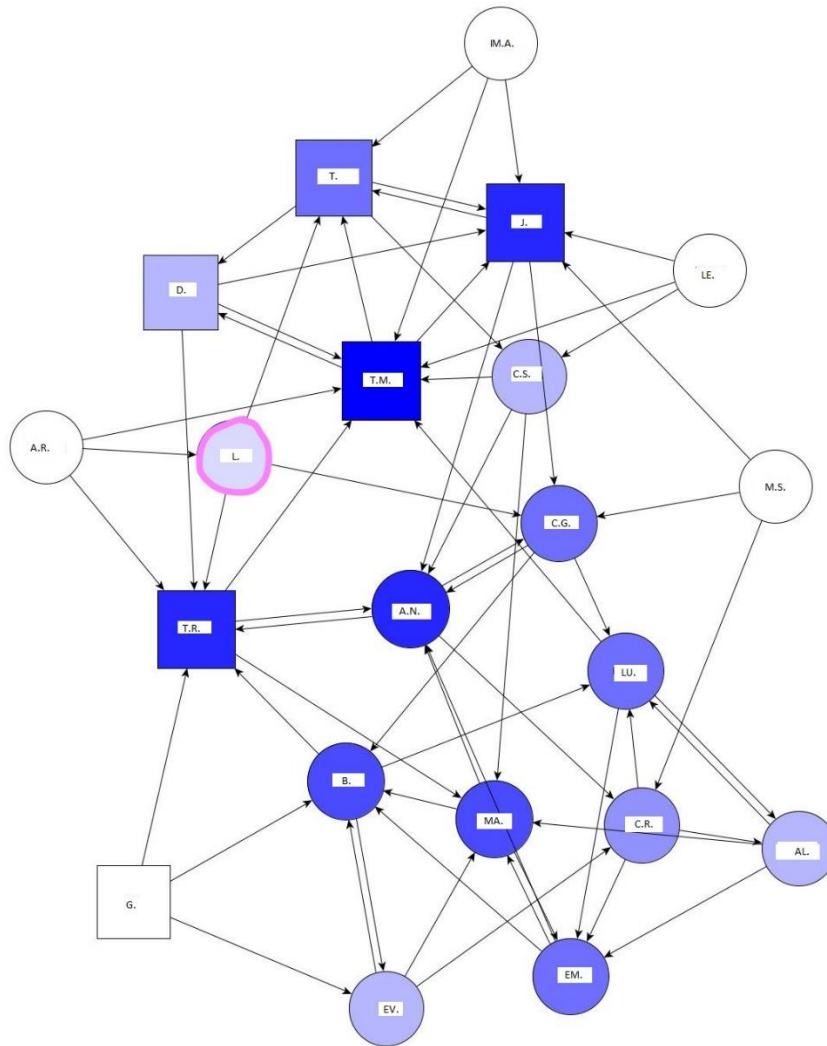 IM.A.
T.
J.
LE.
D.
T.M.
C.S.
A.R.
L.
M.S.
C.G.
A.N.
T.R.
LU.
B.
MA.
C.R.
AL.
G.
EM.
EV.